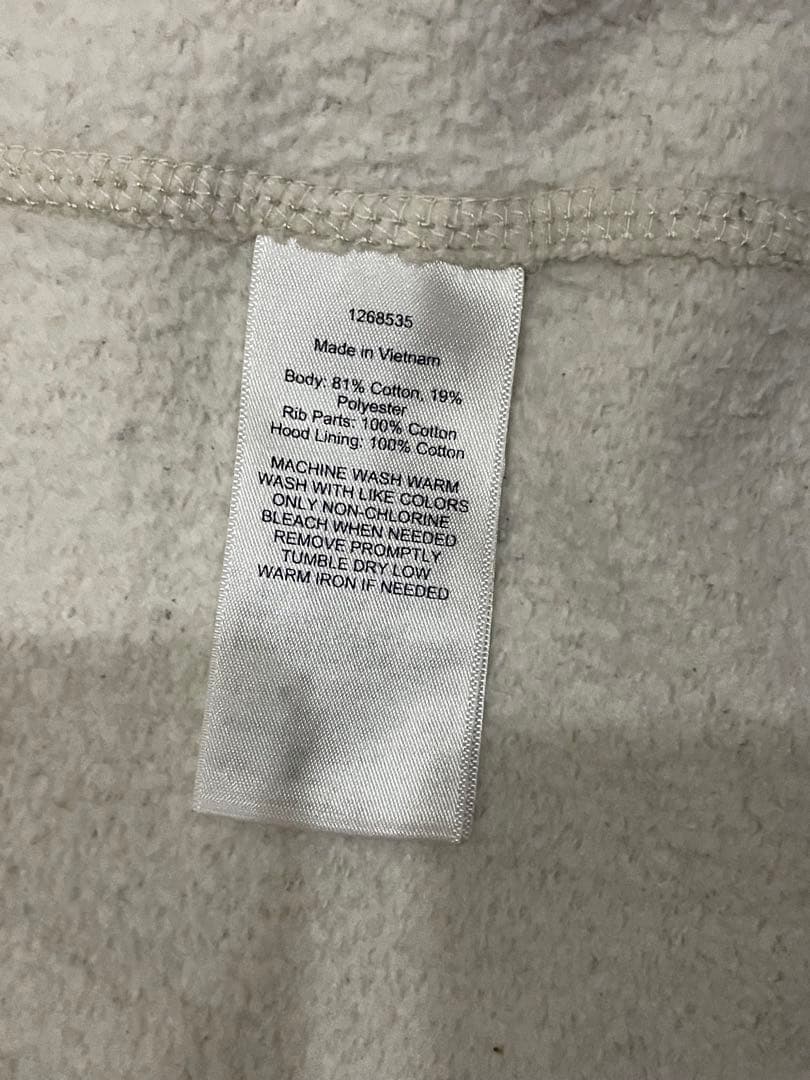 1268535
Made in Vietnam
Body: 81% Cotton, 19%
Polyester
Rib Parts: 100% Cotton
Hood Lining: 100% Cotton
MACHINE WASH WARM
WASH WITH LIKE COLORS
ONLY NON-CHLORINE
BLEACH WHEN NEEDED
REMOVE PROMPTLY
TUMBLE DRY LOW
WARM IRON IF NEEDED